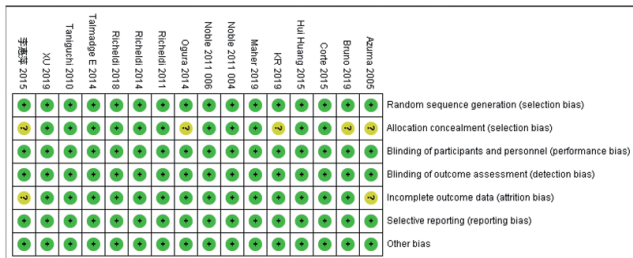 李惠萍 2015
XU 2019
Taniguchi 2010
Talmadge E 2014
Richeldi 2018
Richeldi 2014
Richeldi 2011
Ogura 2014
Noble 2011 006
Noble 2011 004
Maher 2019
KR 2019
Hui Huang 2015
Corte 2015
Bruno 2019
Azuma 2005
+ + + + + + + + + + + + + + + + Random sequence generation (selection bias)
? + + + + + + ? + + + ? + + ? ? Allocation concealment (selection bias)
+ + + + + + + + + + + + + + + + Blinding of participants and personnel (performance bias)
+ + + + + + + + + + + + + + + + Blinding of outcome assessment (detection bias)
? + + + + + + + + + + + + + + ? Incomplete outcome data (attrition bias)
+ + + + + + + + + + + + + + + + Selective reporting (reporting bias)
+ + + + + + + + + + + + + + + + Other bias